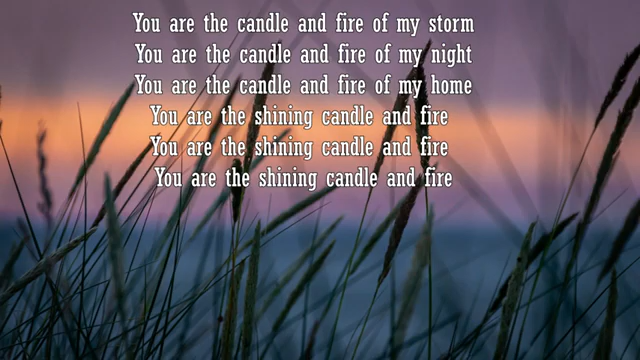 You are the candle and fire of my storm
You are the candle and fire of my night
You are the candle and fire of my home
You are the shining candle and fire
You are the shining candle and fire
You are the shining candle and fire